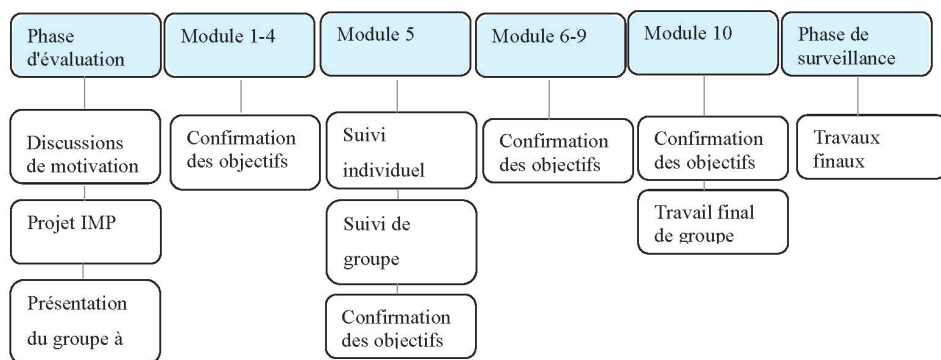 Phase
d'évaluation
Discussions
de motivation
Projet IMP
Présentation
du groupe à
Module 1-4
Confirmation
des objectifs
Module 5
Suivi
individuel
Suivi de
groupe
Confirmation
des objectifs
Module 6-9
Confirmation
des objectifs
Module 10
Confirmation
des objectifs
Travail final
de groupe
Phase de
surveillance
Travaux
finaux